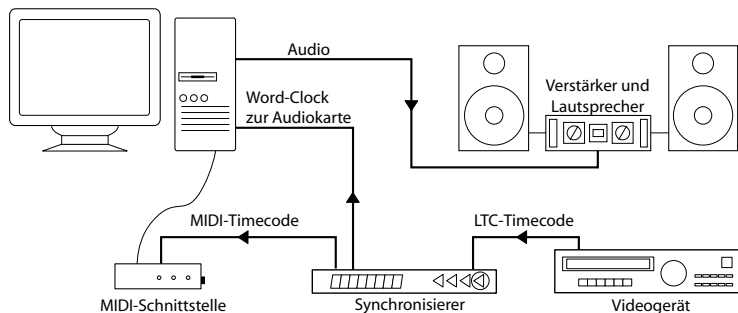 Audio
Verstärker und
Lautsprecher
Word-Clock
zur Audiokarte
MIDI-Timecode
LTC-Timecode
MIDI-Schnittstelle
Synchronisierer
Videogerät